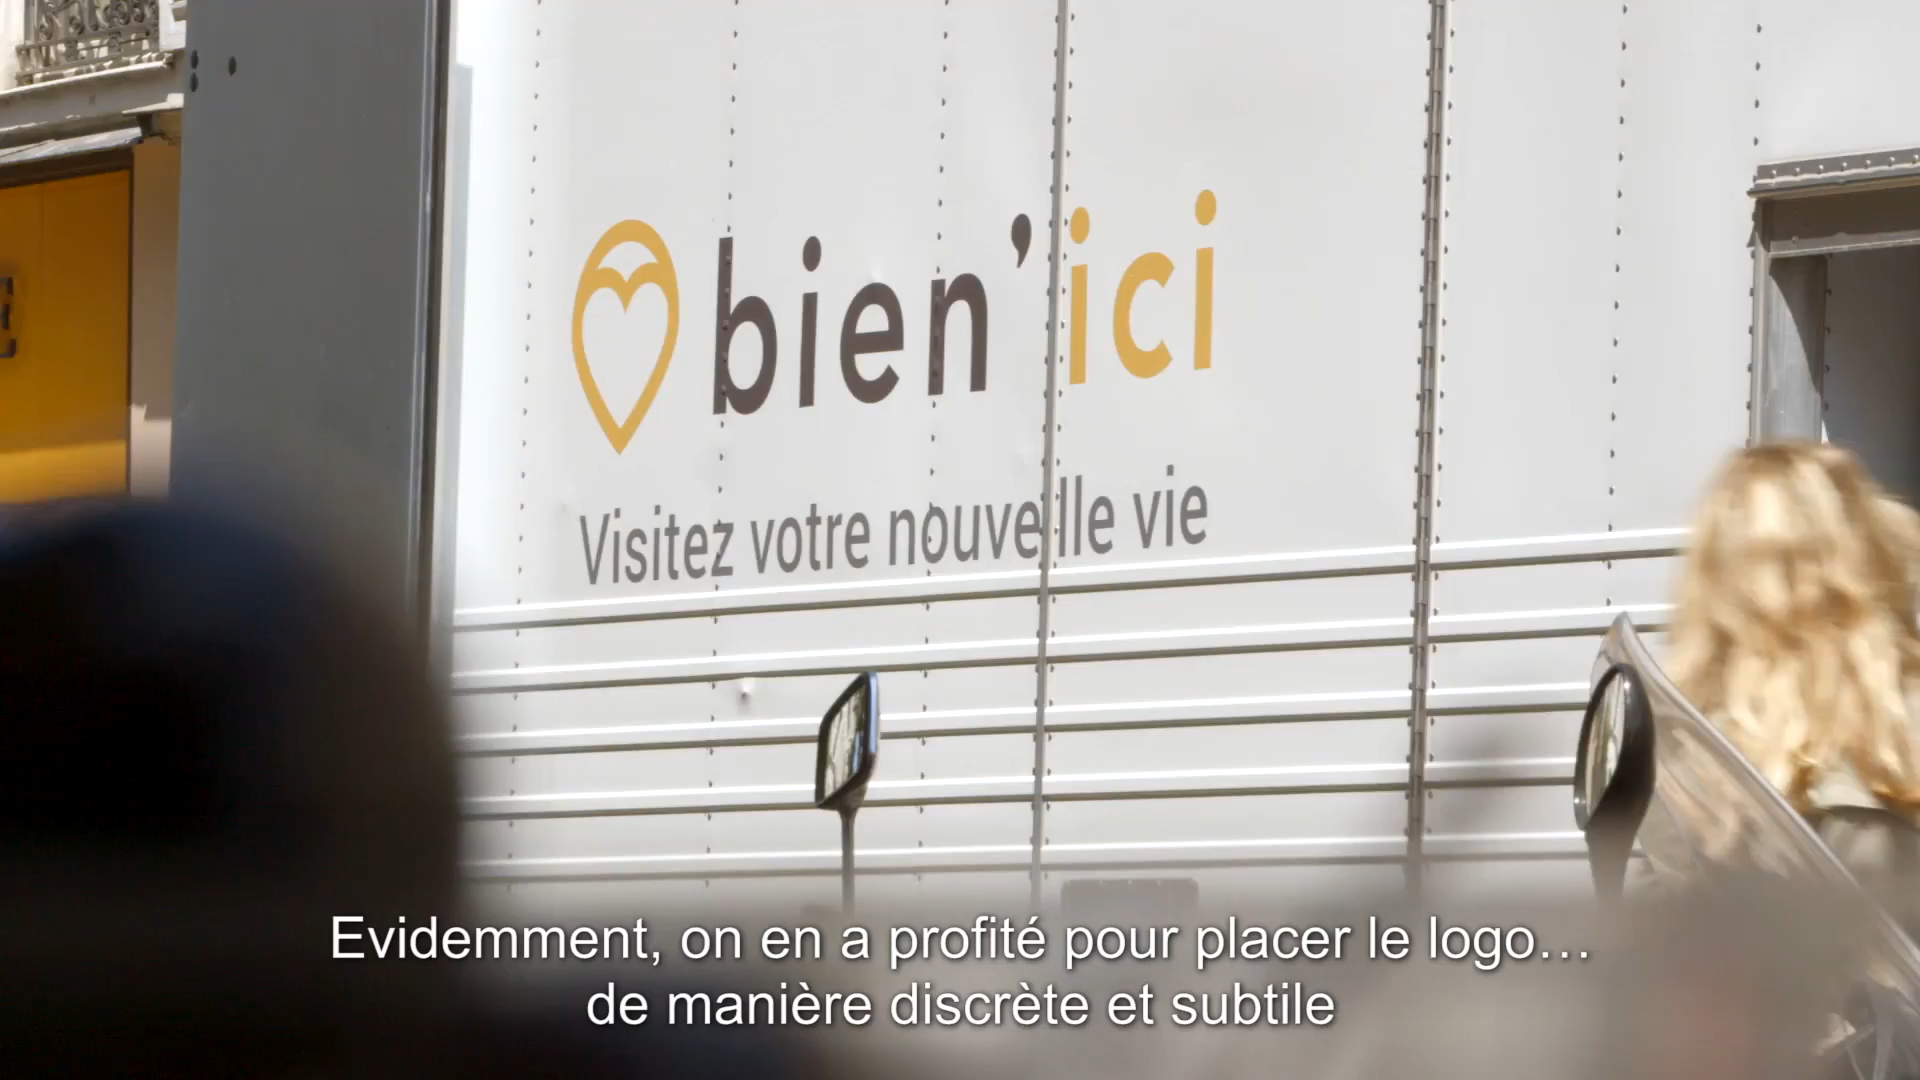 bien'ici
Visitez votre nouvelle vie
Evidemment, on en a profité pour placer le logo…
de manière discrète et subtile